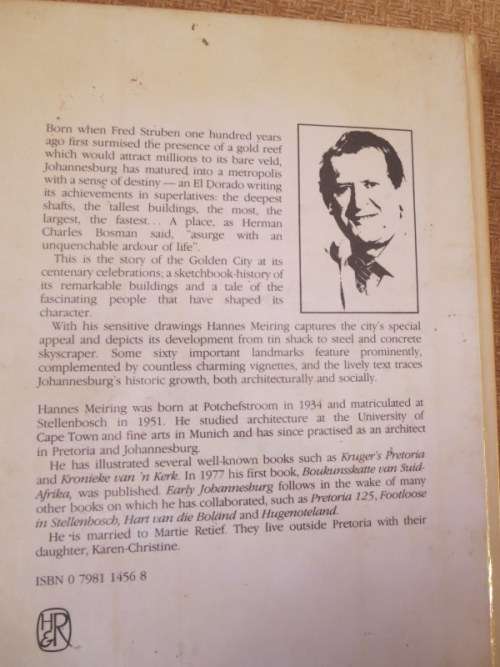 Born when Fred Struben one hundred years
ago first surmised the presence of a gold reef
which would attract millions to its bare veld,
Johannesburg has matured into a metropolis
with a sense of destiny — an El Dorado writing
its achievements in superlatives: the deepest
shafts, the tallest buildings, the most, the
largest, the fastest... A place, as Herman
Charles Bosman said, "asurge with an
unquenchable ardour of life".
This is the story of the Golden City at its
centenary celebrations; a sketchbook-history of
its remarkable buildings and a tale of the
fascinating people that have shaped its
character.
With his sensitive drawings Hannes Meiring captures the city's special
appeal and depicts its development from tin shack to steel and concrete
skyscraper. Some sixty important landmarks feature prominently,
complemented by countless charming vignettes, and the lively text traces
Johannesburg's historic growth, both architecturally and socially.
Hannes Meiring was born at Potchefstroom in 1934 and matriculated at
Stellenbosch in 1951. He studied architecture at the University of
Cape Town and fine arts in Munich and has since practised as an architect
in Pretoria and Johannesburg.
He has illustrated several well-known books such as Kruger's Pretoria
and Kronieke van 'n Kerk. In 1977 his first book, Boukunsskatte van Suid-
Afrika, was published. Early Johannesburg follows in the wake of many
other books on which he has collaborated, such as Pretoria 125, Footloose
in Stellenbosch, Hart van die Boland and Hugenoteland.
He is married to Martie Retief. They live outside Pretoria with their
daughter, Karen-Christine.
ISBN 0 7981 1456 8
H&R